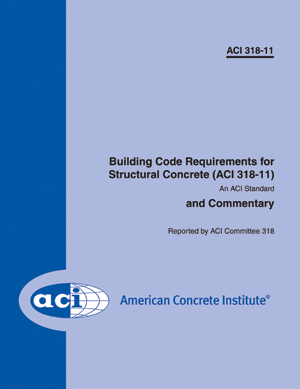 ACI 318-11
Building Code Requirements for
Structural Concrete (ACI 318-11)
An ACI Standard
and Commentary
Reported by ACI Committee 318
aci
American Concrete Institute®